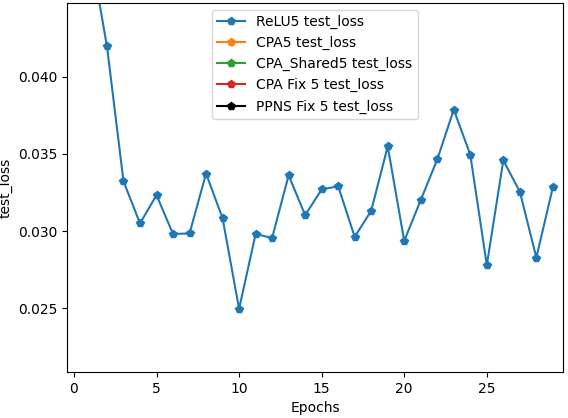 ReLU5 test_loss
CPA5 test_loss
CPA_Shared5 test_loss
CPA Fix 5 test_loss
PPNS Fix 5 test_loss
0.040
0.035
0.030
0.025
test_loss
0 5 10 15 20 25
Epochs